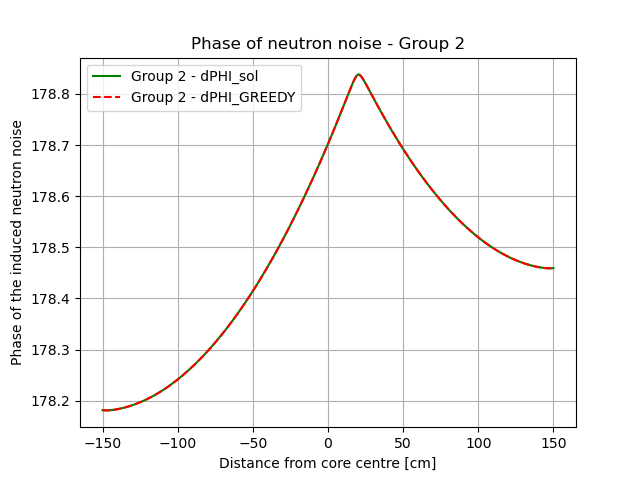 Phase of neutron noise - Group 2
Group 2 - dPHI_sol
Group 2 - dPHI_GREEDY
Phase of the induced neutron noise
178.8
178.7
178.6
178.5
178.4
178.3
178.2
−150
−100
−50
0
50
100
150
Distance from core centre [cm]